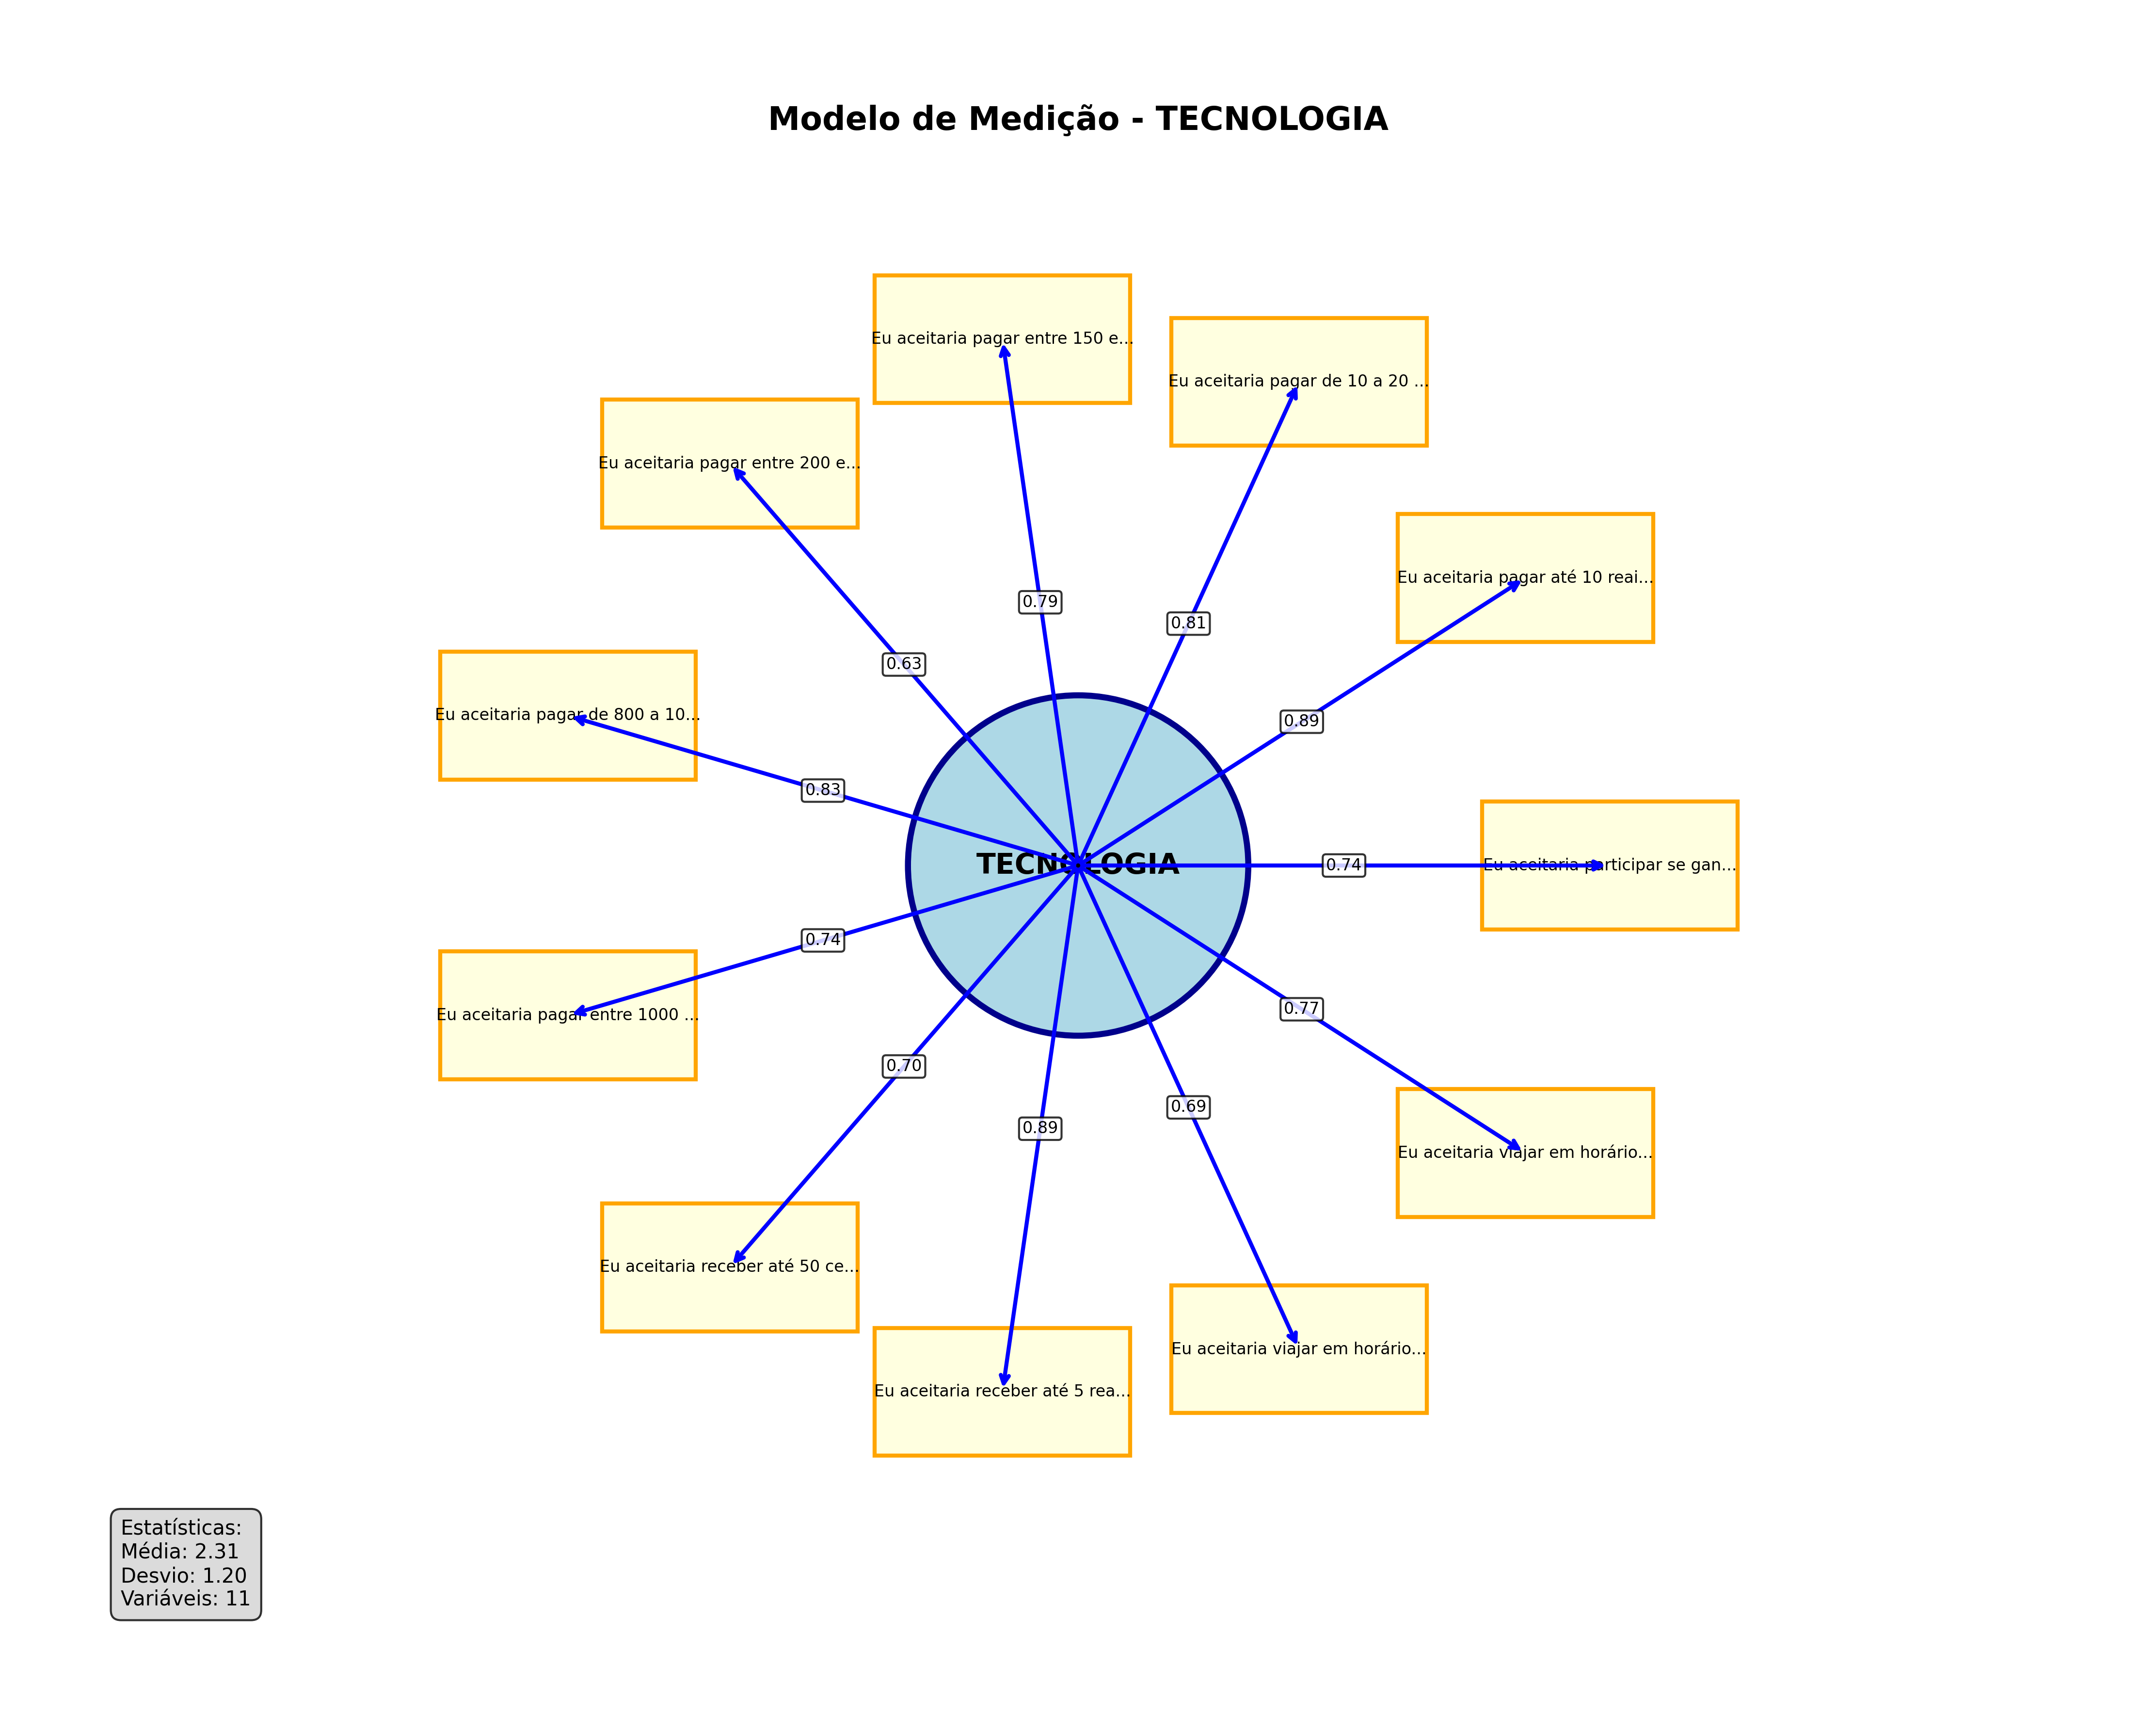 Modelo de Medição - TECNOLOGIA
Eu aceitaria pagar entre 150 e...
Eu aceitaria pagar de 10 a 20 ...
Eu aceitaria pagar entre 200 e...
Eu aceitaria pagar até 10 reai...
0.79
0.81
0.63
Eu aceitaria pagar de 800 a 10...
0.89
0.83
TECNOLOGIA
0.74
Eu aceitaria participar se gan...
0.74
Eu aceitaria pagar entre 1000 ...
0.77
0.70
0.69
0.89
Eu aceitaria viajar em horário...
Eu aceitaria receber até 50 ce...
Eu aceitaria viajar em horário...
Eu aceitaria receber até 5 rea...
Estatísticas:
Média: 2.31
Desvio: 1.20
Variáveis: 11